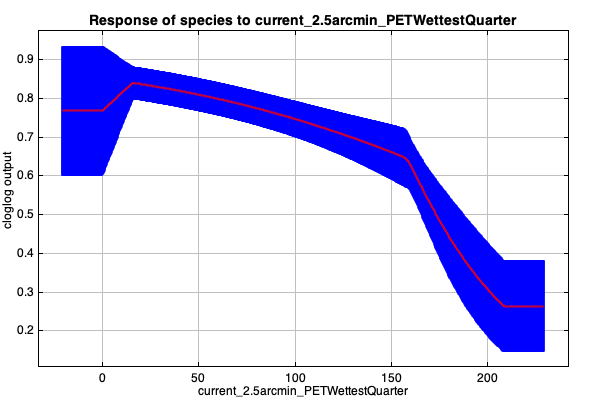 Response of species to current_2.5arcmin_PETWettestQuarter
0.9
0.8
0.7
0.6
0.5
0.4
0.3
0.2
cloglog output
0 50 100 150 200
current_2.5arcmin_PETWettestQuarter